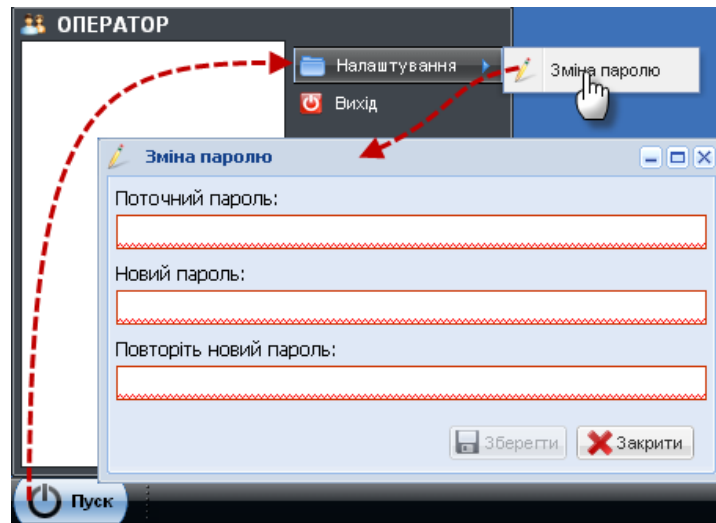 ОПЕРАТОР
Налаштування
Зміна паролю
Вихід
Зміна паролю
Поточний пароль:
Новий пароль:
Повторіть новий пароль:
Зберегти
Закрити
Пуск